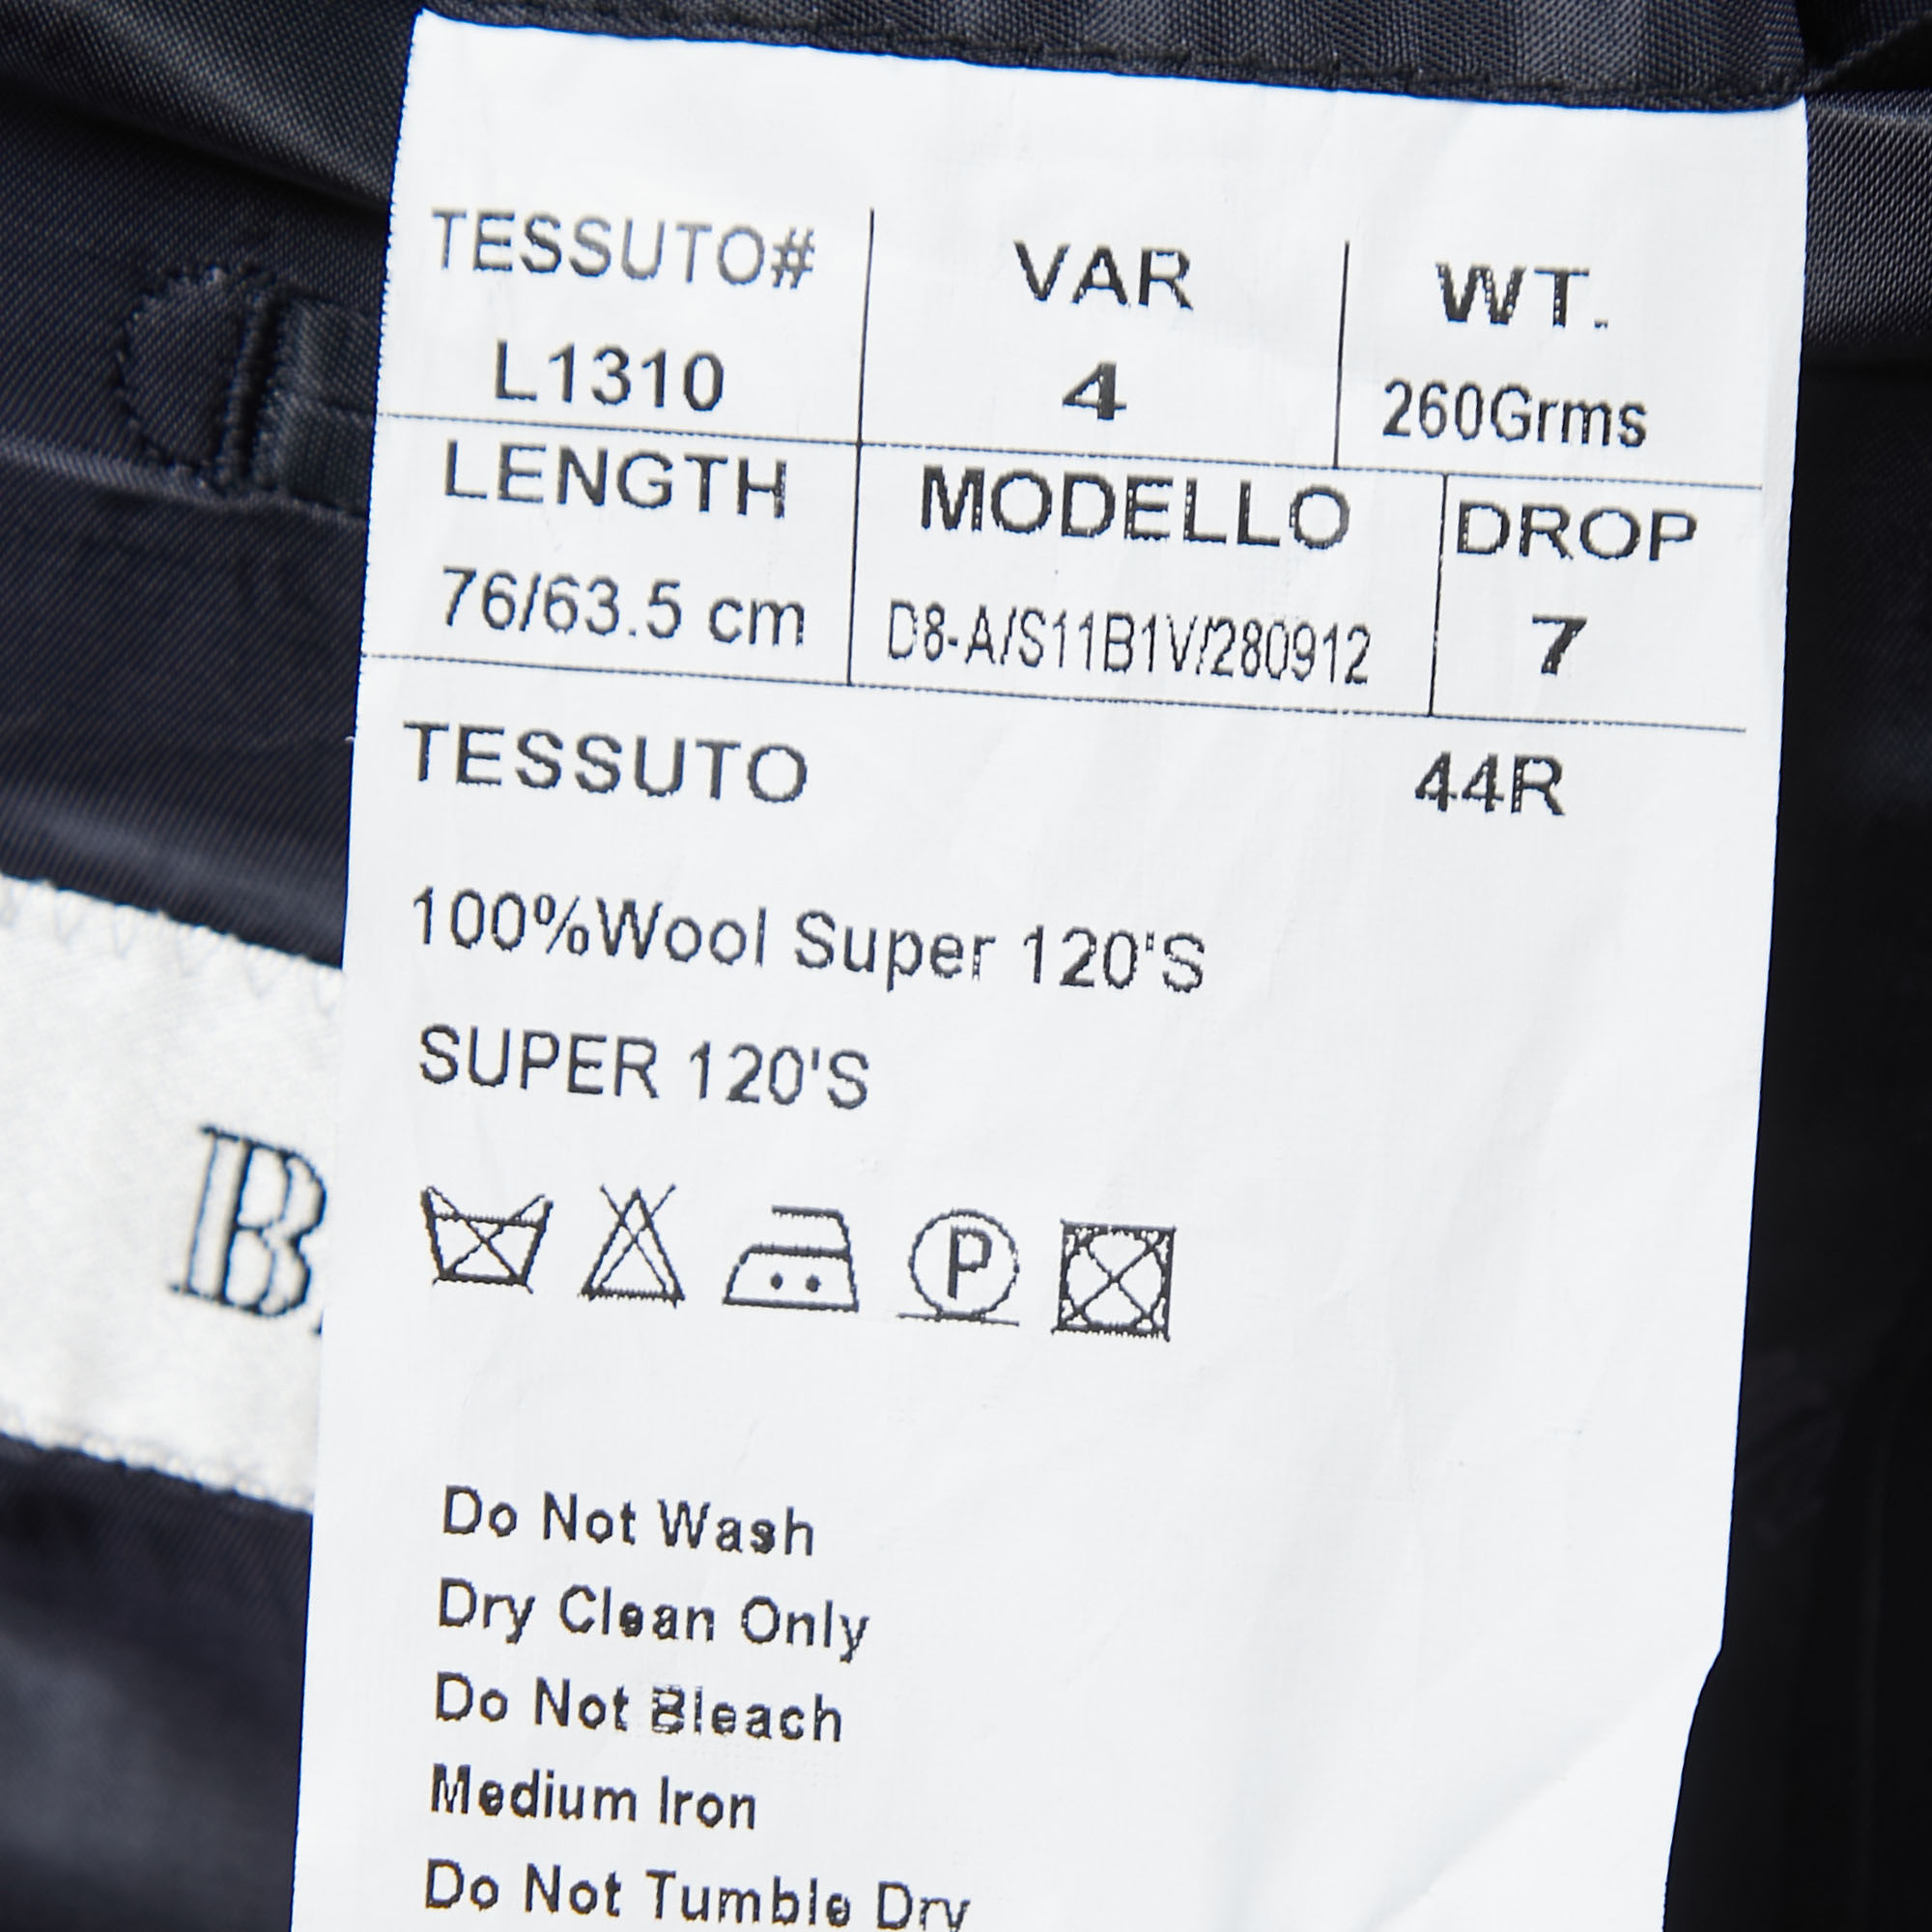 TESSUTO# VAR WT.
L1310 4 260Grms
LENGTH MODELLO DROP
76/63.5 cm D8-A/S11B1V/280912 7
TESSUTO 44R
100%Wool Super 120'S
SUPER 120'S
P
B
Do Not Wash
Dry Clean Only
Do Not Bleach
Medium Iron
Do Not Tumble Dry